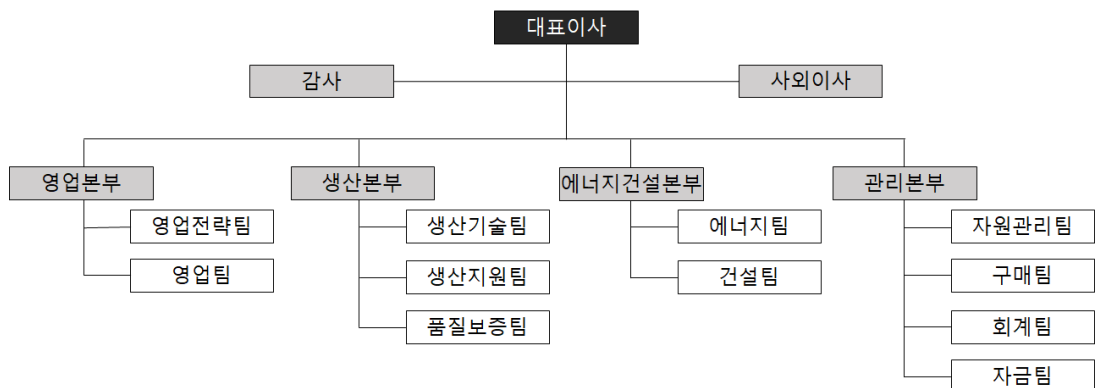 대표이사
감사
사외이사
영업본부
생산본부
에너지건설본부
관리본부
영업전략팀
생산기술팀
에너지팀
자원관리팀
영업팀
생산지원팀
건설팀
구매팀
품질보증팀
회계팀
자금팀